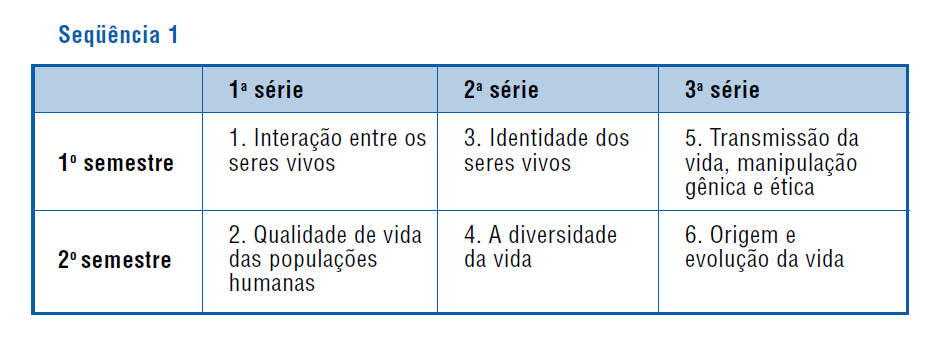 Seqüência 1
1ª série 2ª série 3ª série
1º semestre
1. Interação entre os
seres vivos
3. Identidade dos
seres vivos
5. Transmissão da
vida, manipulação
gênica e ética
2º semestre
2. Qualidade de vida
das populações
humanas
4. A diversidade
da vida
6. Origem e
evolução da vida